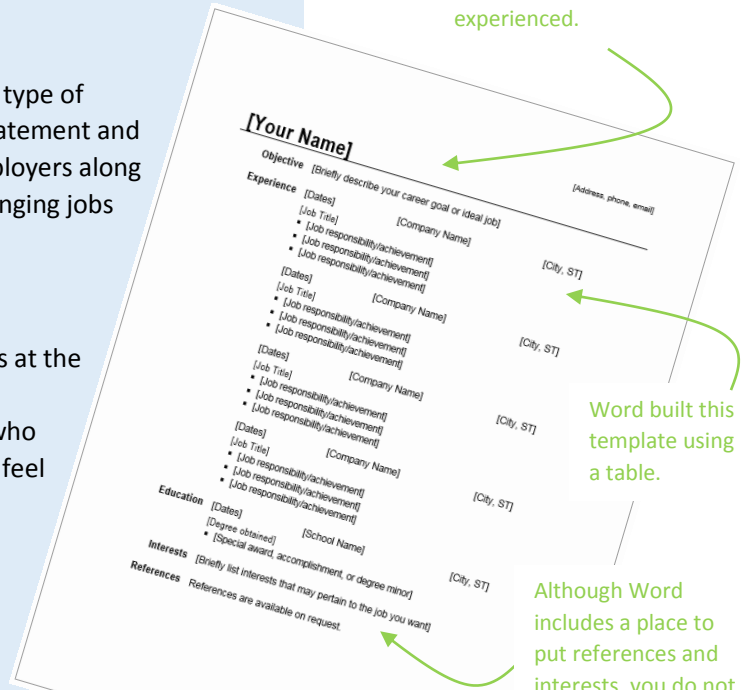 experienced.
type of
atement and
ployers along
nging jobs
s at the
who
feel
[Your Name]
[Address, phone, email]
Objective [Briefly describe your career goal or ideal job]
Experience [Dates] [Company Name] [City, ST]
[Job Title]
▪ [Job responsibility/achievement]
▪ [Job responsibility/achievement]
▪ [Job responsibility/achievement]
[Dates] [Company Name] [City, ST]
[Job Title]
▪ [Job responsibility/achievement]
▪ [Job responsibility/achievement]
▪ [Job responsibility/achievement]
[Dates] [Company Name] [City, ST]
[Job Title]
▪ [Job responsibility/achievement]
▪ [Job responsibility/achievement]
▪ [Job responsibility/achievement]
[Dates] [Company Name] [City, ST]
[Job Title]
▪ [Job responsibility/achievement]
▪ [Job responsibility/achievement]
▪ [Job responsibility/achievement]
Education [Dates] [School Name] [City, ST]
[Degree obtained]
▪ [Special award, accomplishment, or degree minor]
Interests [Briefly list interests that may pertain to the job you want]
References References are available on request.
Word built this
template using
a table.
Although Word
includes a place to
put references and
interests, you do not